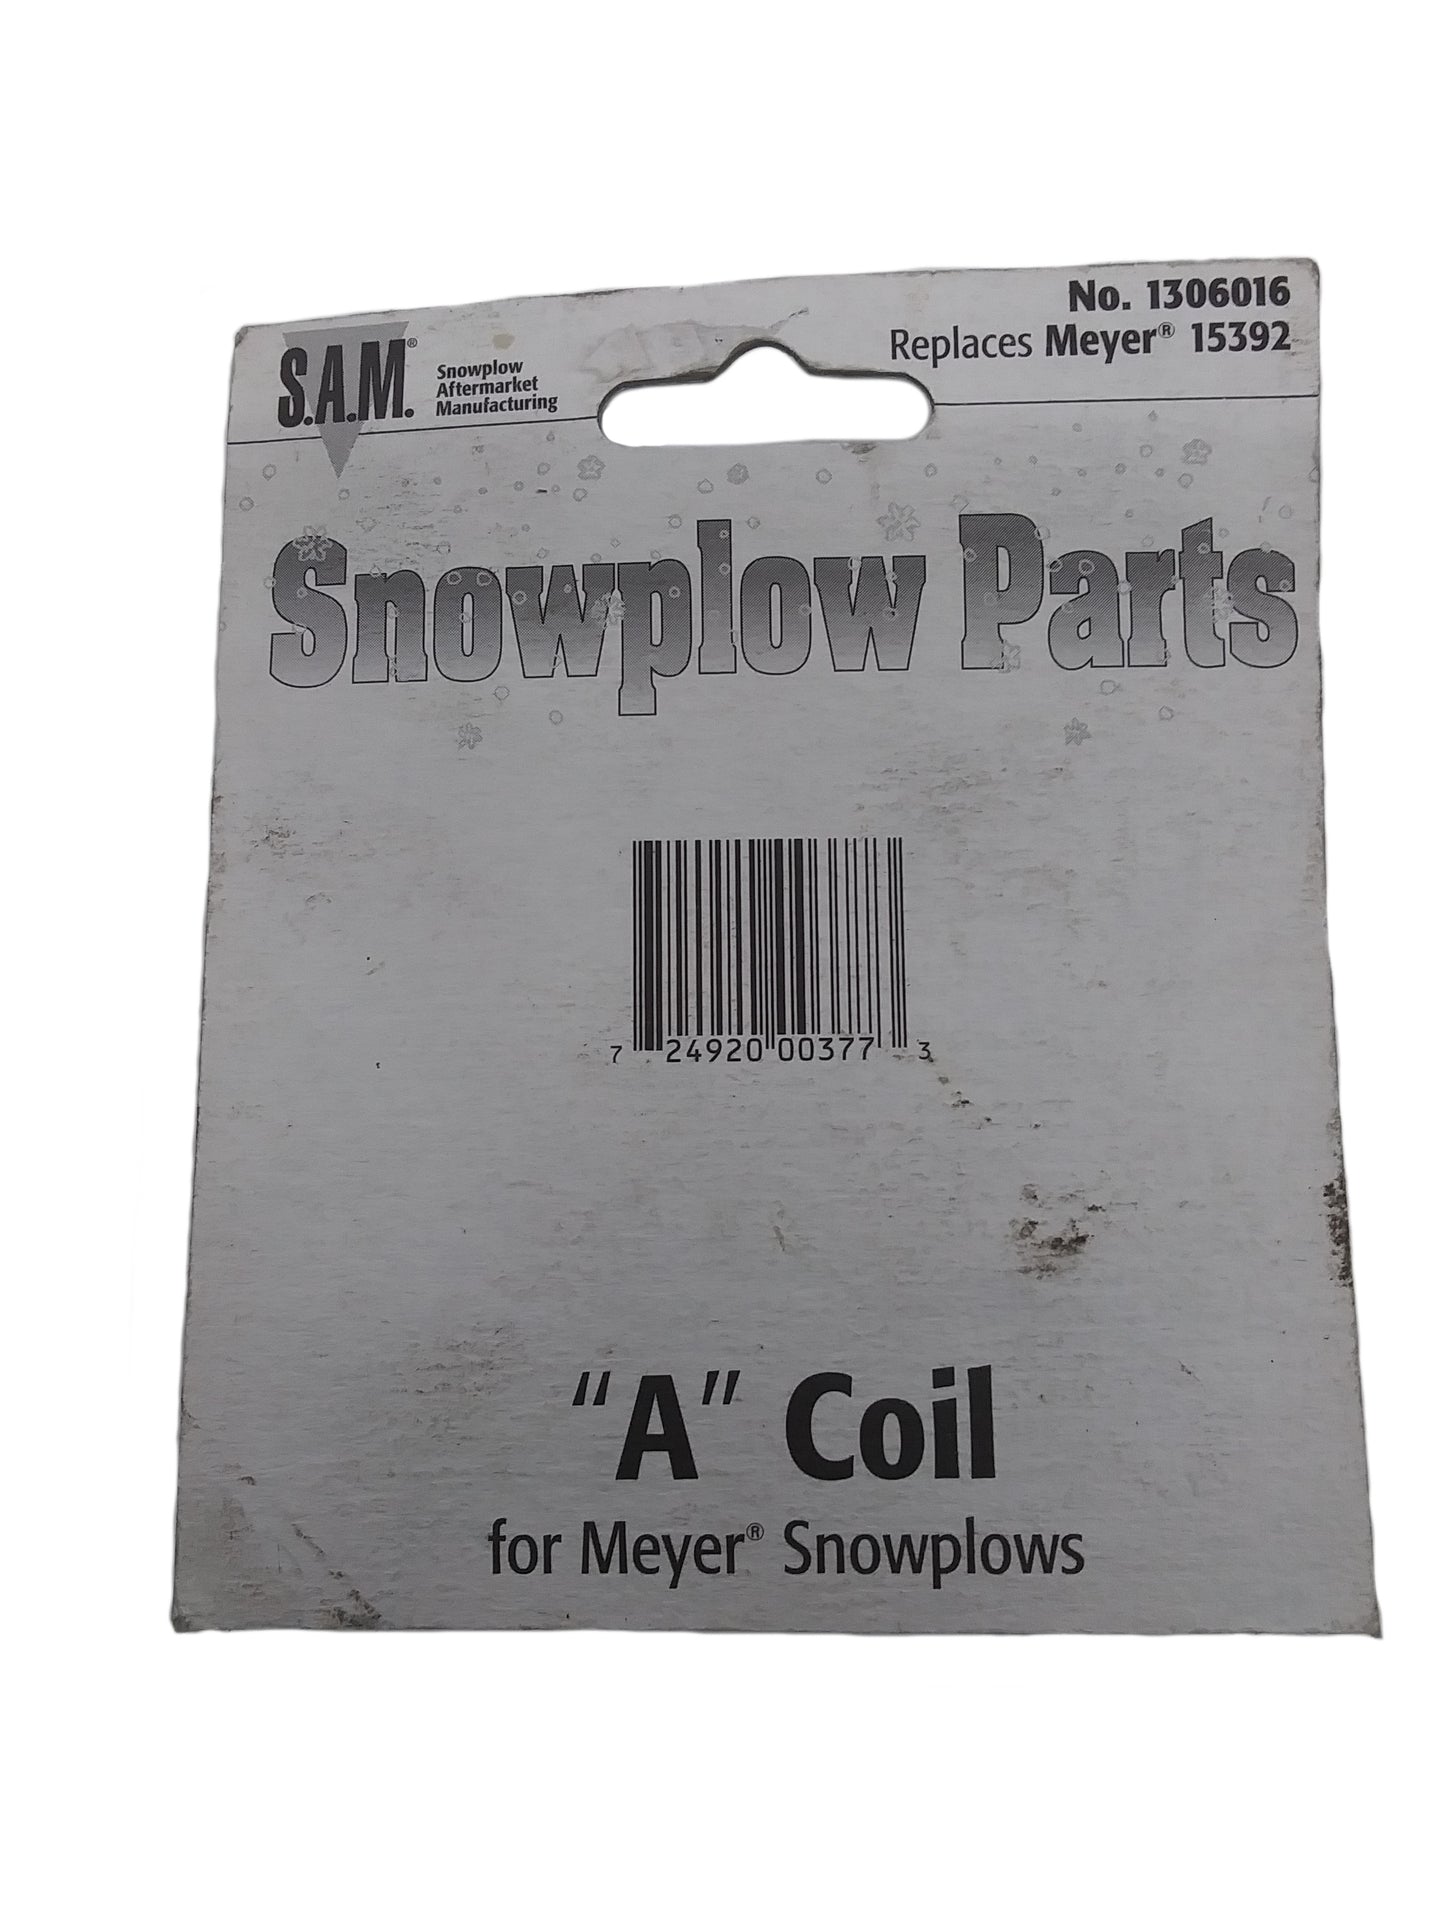 S.A.M.®
Snowplow
Aftermarket
Manufacturing
No. 1306016
Replaces Meyer® 15392
Snowplow Parts
7 24920 00377 3
“A” Coil
for Meyer® Snowplows